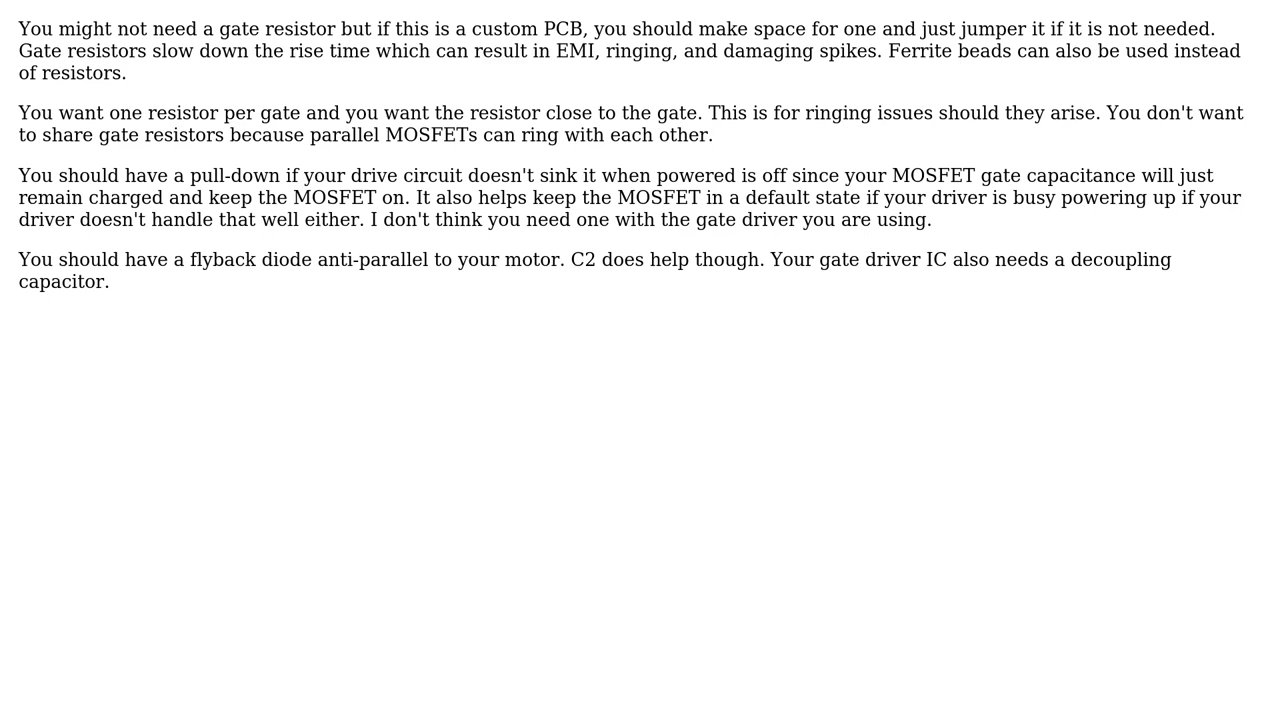 You might not need a gate resistor but if this is a custom PCB, you should make space for one and just jumper it if it is not needed.
Gate resistors slow down the rise time which can result in EMI, ringing, and damaging spikes. Ferrite beads can also be used instead
of resistors.
You want one resistor per gate and you want the resistor close to the gate. This is for ringing issues should they arise. You don't want
to share gate resistors because parallel MOSFETs can ring with each other.
You should have a pull-down if your drive circuit doesn't sink it when powered is off since your MOSFET gate capacitance will just
remain charged and keep the MOSFET on. It also helps keep the MOSFET in a default state if your driver is busy powering up if your
driver doesn't handle that well either. I don't think you need one with the gate driver you are using.
You should have a flyback diode anti-parallel to your motor. C2 does help though. Your gate driver IC also needs a decoupling
capacitor.